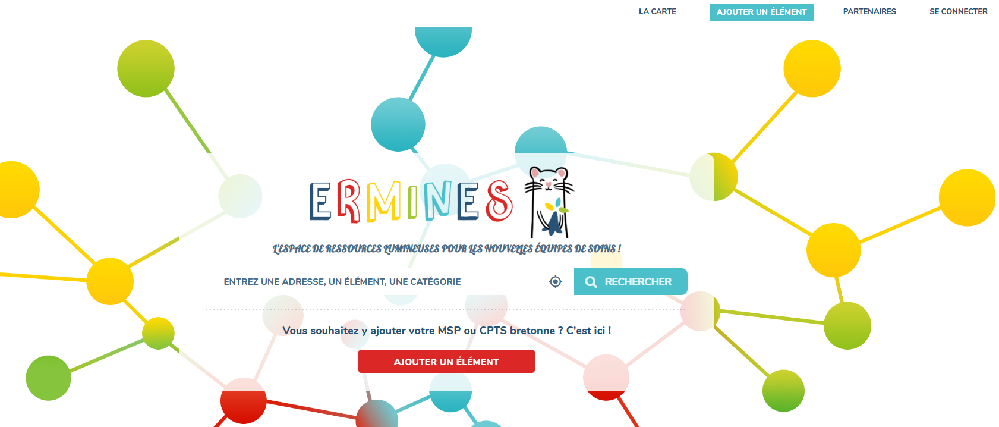 LA CARTE
AJOUTER UN ÉLÉMENT
PARTENAIRES
SE CONNECTER
ERMINES
L'ESPACE DE RESSOURCES LUMINEUSES POUR LES NOUVELLES ÉQUIPES DE SOINS !
ENTREZ UNE ADRESSE, UN ÉLÉMENT, UNE CATÉGORIE
RECHERCHER
Vous souhaitez y ajouter votre MSP ou CPTS bretonne ? C'est ici !
AJOUTER UN ÉLÉMENT